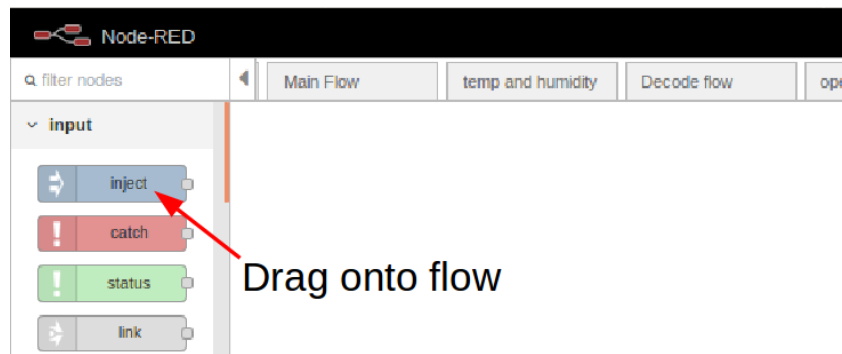 Node-RED
filter nodes
Main Flow
temp and humidity
Decode flow
ope
input
inject
catch
status
link
Drag onto flow